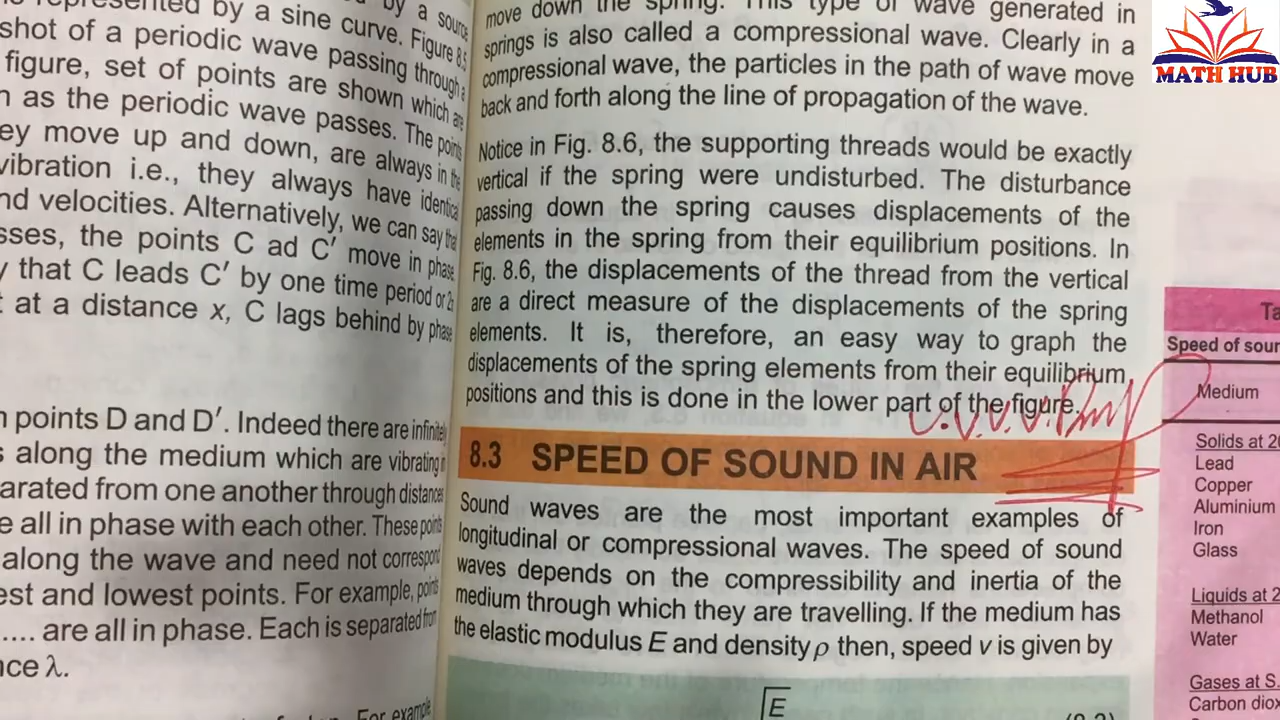 by a source
represented by a sine curve. Figure 8.5
shot of a periodic wave passing through a
figure, set of points are shown which are
as the periodic wave passes. The points
ey move up and down, are always in the
vibration i.e., they always have identical
nd velocities. Alternatively, we can say that
sses, the points C ad C′ move in phase.
y that C leads C′ by one time period or 2
at a distance x, C lags behind by phase
n points D and D′. Indeed there are infinitely
s along the medium which are vibrating in
arated from one another through distances
e all in phase with each other. These points
along the wave and need not correspond
est and lowest points. For example, points
.... are all in phase. Each is separated from
nce λ.
For example,
move down the spring. This type of wave generated in
springs is also called a compressional wave. Clearly in a
compressional wave, the particles in the path of wave move
back and forth along the line of propagation of the wave.
Notice in Fig. 8.6, the supporting threads would be exactly
vertical if the spring were undisturbed. The disturbance
passing down the spring causes displacements of the
elements in the spring from their equilibrium positions. In
Fig. 8.6, the displacements of the thread from the vertical
are a direct measure of the displacements of the spring
elements. It is, therefore, an easy way to graph the
displacements of the spring elements from their equilibrium
positions and this is done in the lower part of the figure.
v.v.v.v.Imp
8.3 SPEED OF SOUND IN AIR
Sound waves are the most important examples of
longitudinal or compressional waves. The speed of sound
waves depends on the compressibility and inertia of the
medium through which they are travelling. If the medium has
the elastic modulus E and density ρ then, speed v is given by
E
MATH HUB
Ta
Speed of sour
Medium
Solids at 20
Lead
Copper
Aluminium
Iron
Glass
Liquids at 2
Methanol
Water
Gases at S.
Carbon diox